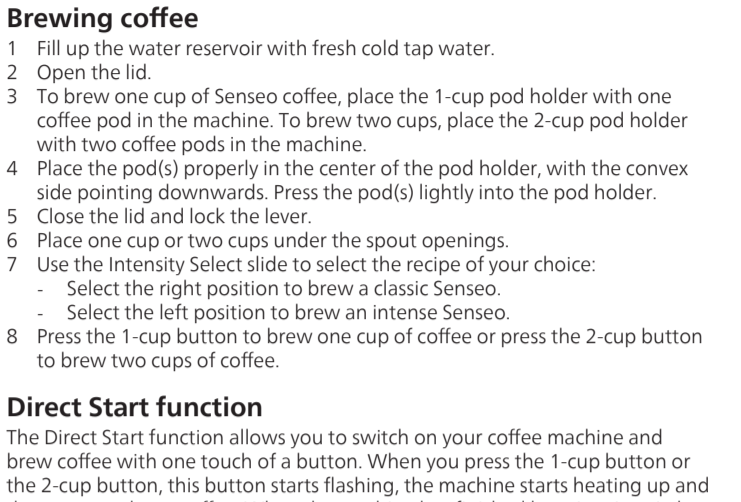 Brewing coffee
1 Fill up the water reservoir with fresh cold tap water.
2 Open the lid.
3 To brew one cup of Senseo coffee, place the 1-cup pod holder with one
coffee pod in the machine. To brew two cups, place the 2-cup pod holder
with two coffee pods in the machine.
4 Place the pod(s) properly in the center of the pod holder, with the convex
side pointing downwards. Press the pod(s) lightly into the pod holder.
5 Close the lid and lock the lever.
6 Place one cup or two cups under the spout openings.
7 Use the Intensity Select slide to select the recipe of your choice:
- Select the right position to brew a classic Senseo.
- Select the left position to brew an intense Senseo.
8 Press the 1-cup button to brew one cup of coffee or press the 2-cup button
to brew two cups of coffee.
Direct Start function
The Direct Start function allows you to switch on your coffee machine and
brew coffee with one touch of a button. When you press the 1-cup button or
the 2-cup button, this button starts flashing, the machine starts heating up and